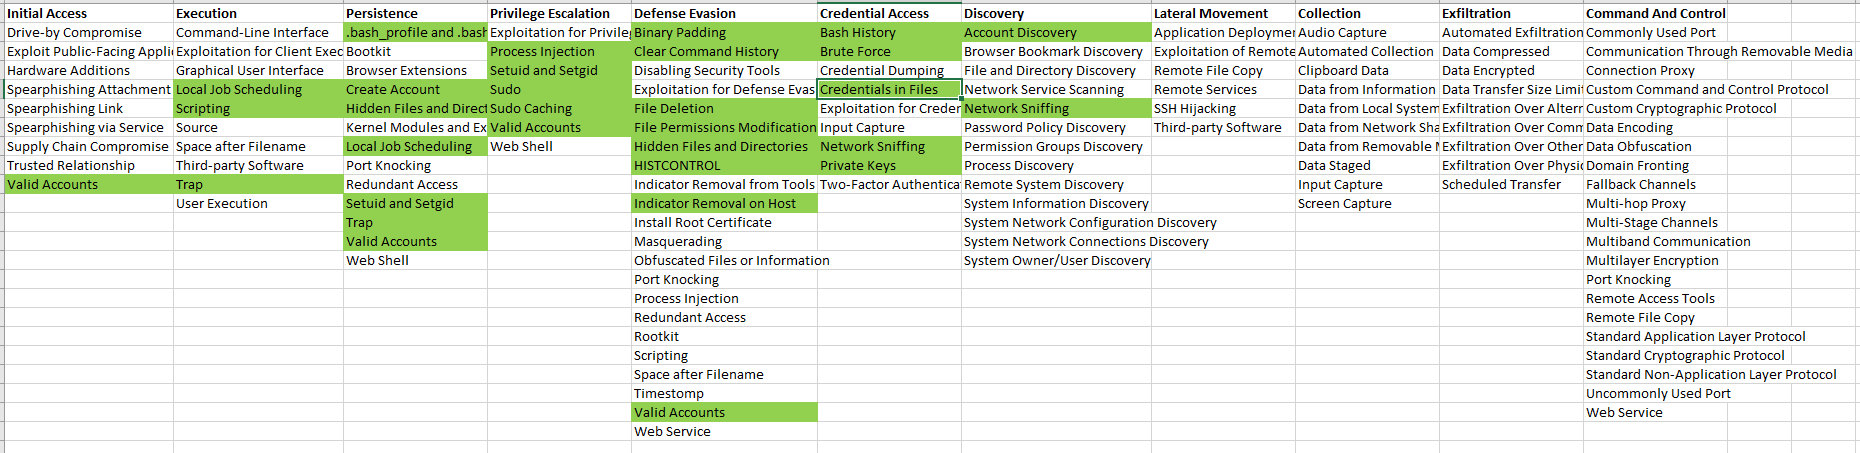 Initial Access Execution Persistence Privilege Escalation Defense Evasion Credential Access Discovery Lateral Movement Collection Exfiltration Command And Control
Drive-by Compromise Command-Line Interface .bash_profile and .bash Exploitation for Privileg Binary Padding Bash History Account Discovery Application Deployme Audio Capture Automated Exfiltration Commonly Used Port
Exploit Public-Facing Appli Exploitation for Client Exec Bootkit Process Injection Clear Command History Brute Force Browser Bookmark Discovery Exploitation of Remote Automated Collection Data Compressed Communication Through Removable Media
Hardware Additions Graphical User Interface Browser Extensions Setuid and Setgid Disabling Security Tools Credential Dumping File and Directory Discovery Remote File Copy Clipboard Data Data Encrypted Connection Proxy
Spearphishing Attachment Local Job Scheduling Create Account Sudo Exploitation for Defense Evas Credentials in Files Network Service Scanning Remote Services Data from Information Data Transfer Size Limit Custom Command and Control Protocol
Spearphishing Link Scripting Hidden Files and Direct Sudo Caching File Deletion Exploitation for Creder Network Sniffing SSH Hijacking Data from Local System Exfiltration Over Altern Custom Cryptographic Protocol
Spearphishing via Service Source Kernel Modules and Ex Valid Accounts File Permissions Modification Input Capture Password Policy Discovery Third-party Software Data from Network Sha Exfiltration Over Comm Data Encoding
Supply Chain Compromise Space after Filename Local Job Scheduling Web Shell Hidden Files and Directories Network Sniffing Permission Groups Discovery Data from Removable Exfiltration Over Other Data Obfuscation
Trusted Relationship Third-party Software Port Knocking HISTCONTROL Private Keys Process Discovery Data Staged Exfiltration Over Physic Domain Fronting
Valid Accounts Trap Redundant Access Indicator Removal from Tools Two-Factor Authentica Remote System Discovery Input Capture Scheduled Transfer Fallback Channels
User Execution Setuid and Setgid Indicator Removal on Host System Information Discovery Screen Capture Multi-hop Proxy
Trap Install Root Certificate System Network Configuration Discovery Multi-Stage Channels
Valid Accounts Masquerading System Network Connections Discovery Multiband Communication
Web Shell Obfuscated Files or Information System Owner/User Discovery Multilayer Encryption
Port Knocking Port Knocking
Process Injection Remote Access Tools
Redundant Access Remote File Copy
Rootkit Standard Application Layer Protocol
Scripting Standard Cryptographic Protocol
Space after Filename Standard Non-Application Layer Protocol
Timestomp Uncommonly Used Port
Valid Accounts Web Service
Web Service